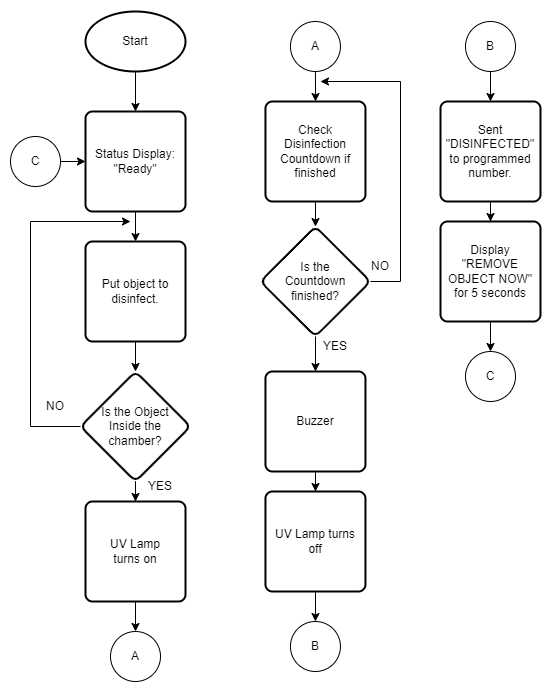 Start
C
Status Display:
"Ready"
Put object to
disinfect.
NO
Is the Object
Inside the
chamber?
YES
UV Lamp
turns on
A
A
Check
Disinfection
Countdown if
finished
Is the
Countdown
finished?
NO
YES
Buzzer
UV Lamp turns
off
B
B
Sent
"DISINFECTED"
to programmed
number.
Display
"REMOVE
OBJECT NOW"
for 5 seconds
C